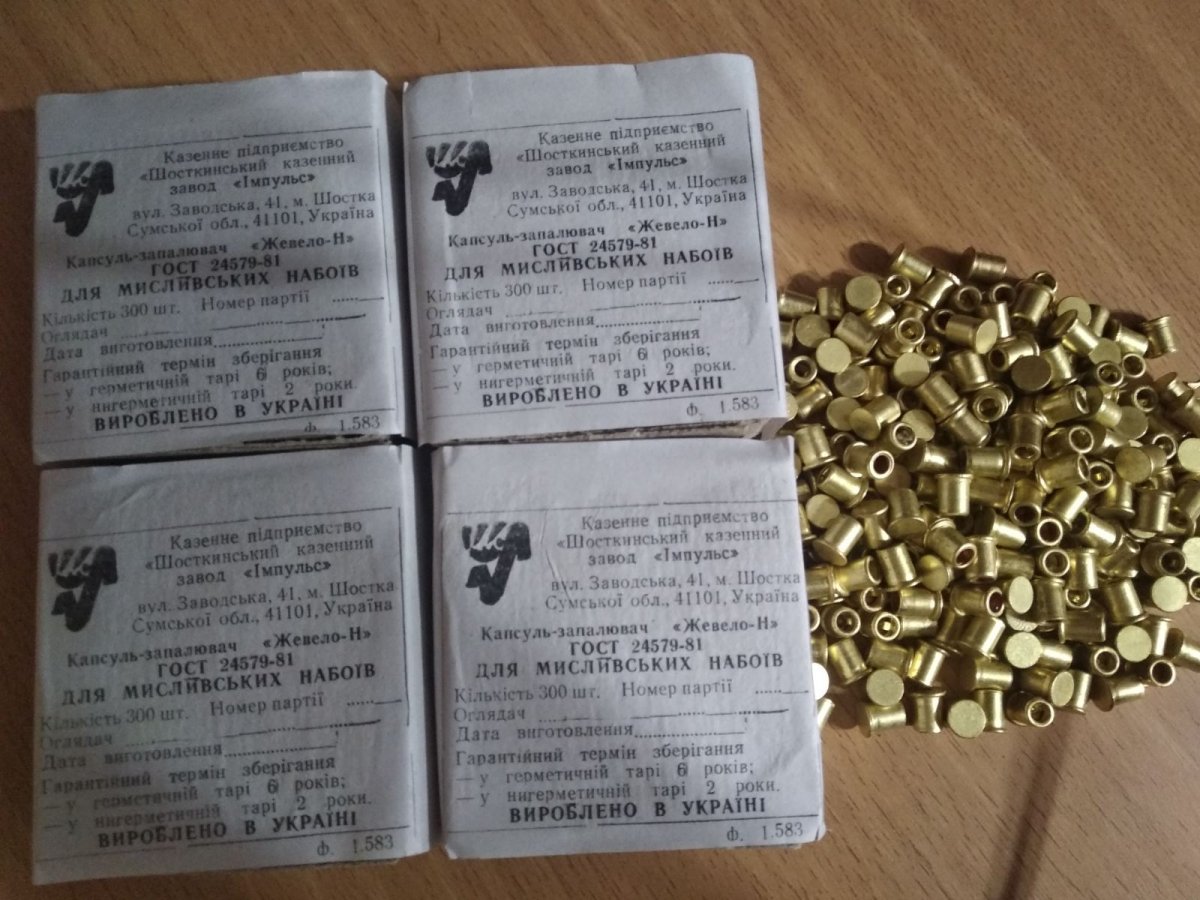 Казенне підприємство
«Шосткинський казенний
завод «Імпульс»
вул. Заводська, 41, м. Шостка
Сумської обл., 41101, Україна
Капсуль-запалювач «Жевело-Н»
ГОСТ 24579-81
ДЛЯ МИСЛИВСЬКИХ НАБОЇВ
Кількість 300 шт. Номер партії
Оглядач
Дата виготовлення
Гарантійний термін зберігання
— у герметичній тарі 6 років;
— у нигерметичній тарі 2 роки.
ВИРОБЛЕНО В УКРАЇНІ
ф. 1.583
Казенне підприємство
«Шосткинський казенний
завод «Імпульс»
вул. Заводська, 41, м. Шостка
Сумської обл., 41101, Україна
Капсуль-запалювач «Жевело-Н»
ГОСТ 24579-81
ДЛЯ МИСЛИВСЬКИХ НАБОЇВ
Кількість 300 шт. Номер партії
Оглядач
Дата виготовлення
Гарантійний термін зберігання
— у герметичній тарі 6 років;
— у нигерметичній тарі 2 роки.
ВИРОБЛЕНО В УКРАЇНІ
ф. 1.583
Казенне підприємство
«Шосткинський казенний
завод «Імпульс»
вул. Заводська, 41, м. Шостка
Сумської обл., 41101, Україна
Капсуль-запалювач «Жевело-Н»
ГОСТ 24579-81
ДЛЯ МИСЛИВСЬКИХ НАБОЇВ
Кількість 300 шт. Номер партії
Оглядач
Дата виготовлення
Гарантійний термін зберігання
— у герметичній тарі 6 років;
— у нигерметичній тарі 2 роки.
ВИРОБЛЕНО В УКРАЇНІ
ф. 1.583
Казенне підприємство
«Шосткинський казенний
завод «Імпульс»
вул. Заводська, 41, м. Шостка
Сумської обл., 41101, Україна
Капсуль-запалювач «Жевело-Н»
ГОСТ 24579-81
ДЛЯ МИСЛИВСЬКИХ НАБОЇВ
Кількість 300 шт. Номер партії
Оглядач
Дата виготовлення
Гарантійний термін зберігання
— у герметичній тарі 6 років;
— у нигерметичній тарі 2 роки.
ВИРОБЛЕНО В УКРАЇНІ
ф. 1.583